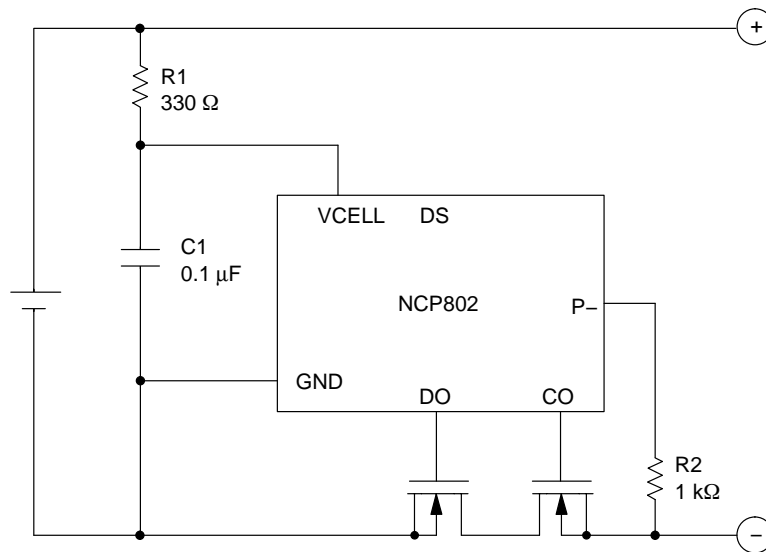 +
R1
330 Ω
VCELL DS
C1
0.1 μF
NCP802
P–
GND
DO CO
R2
1 kΩ
–